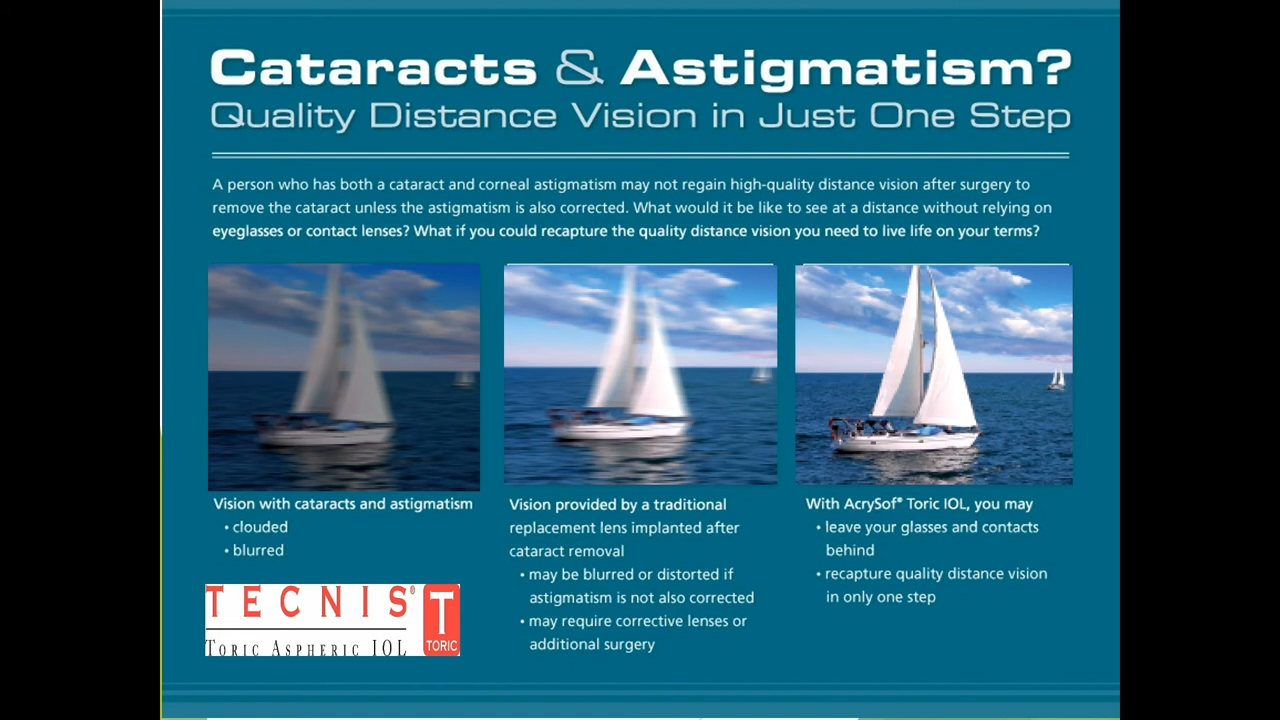 Cataracts & Astigmatism?
Quality Distance Vision in Just One Step
A person who has both a cataract and corneal astigmatism may not regain high-quality distance vision after surgery to
remove the cataract unless the astigmatism is also corrected. What would it be like to see at a distance without relying on
eyeglasses or contact lenses? What if you could recapture the quality distance vision you need to live life on your terms?
Vision with cataracts and astigmatism
• clouded
• blurred
Vision provided by a traditional
replacement lens implanted after
cataract removal
• may be blurred or distorted if
astigmatism is not also corrected
• may require corrective lenses or
additional surgery
With AcrySof® Toric IOL, you may
• leave your glasses and contacts
behind
• recapture quality distance vision
in only one step
TECNIS®
TORIC ASPHERIC IOL
T
TORIC